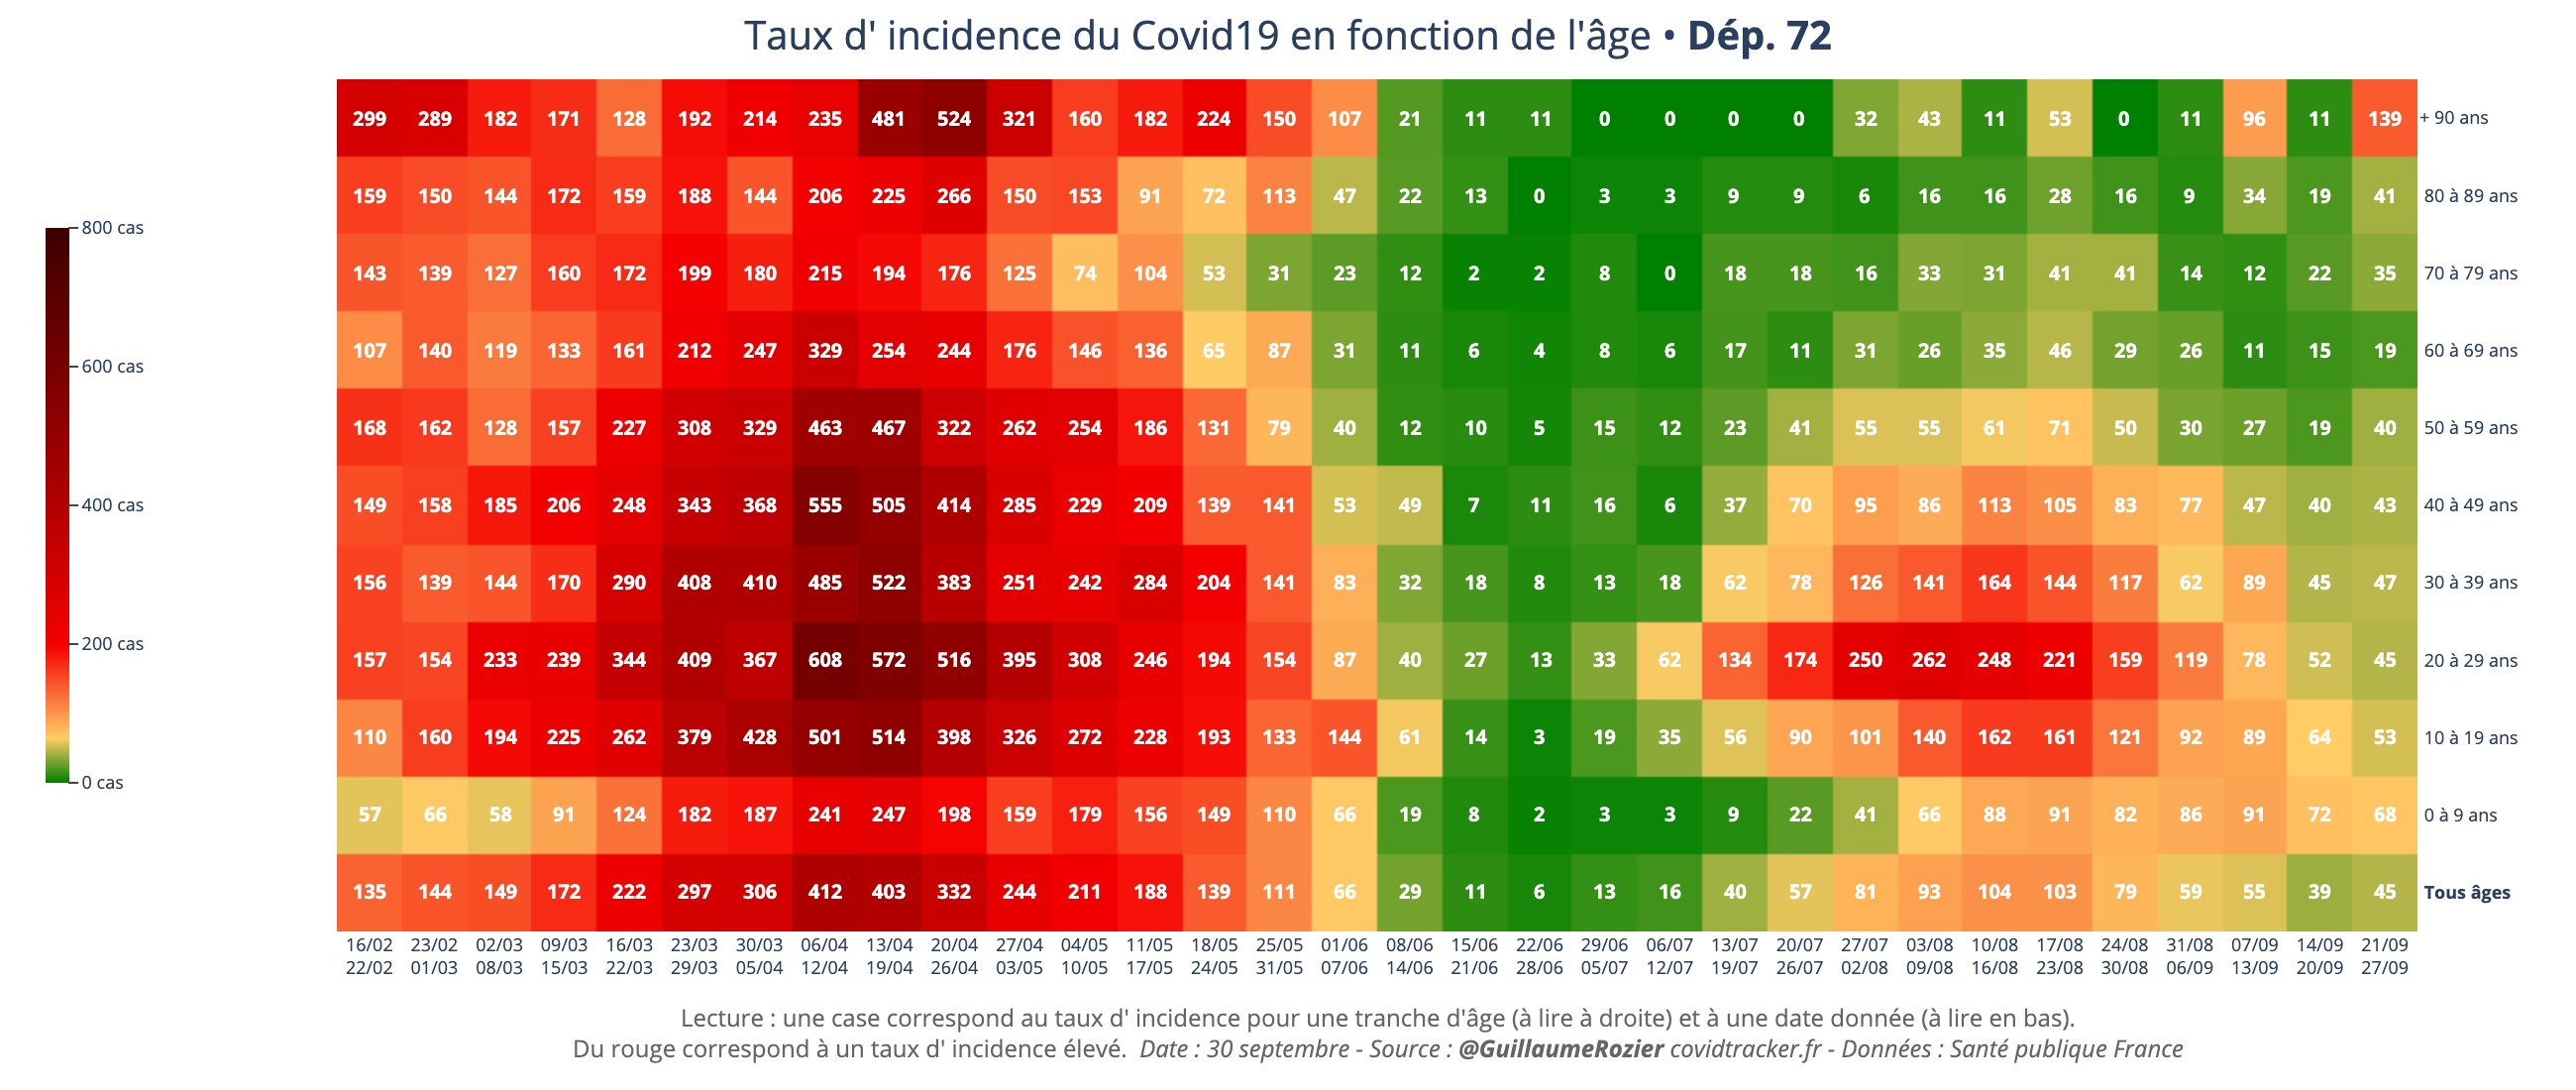 Taux d' incidence du Covid19 en fonction de l'âge • Dép. 72
299 289 182 171 128 192 214 235 481 524 321 160 182 224 150 107 21 11 11 0 0 0 0 32 43 11 53 0 11 96 11 139 + 90 ans
159 150 144 172 159 188 144 206 225 266 150 153 91 72 113 47 22 13 0 3 3 9 9 6 16 16 28 16 9 34 19 41 80 à 89 ans
800 cas
143 139 127 160 172 199 180 215 194 176 125 74 104 53 31 23 12 2 2 8 0 18 18 16 33 31 41 41 14 12 22 35 70 à 79 ans
107 140 119 133 161 212 247 329 254 244 176 146 136 65 87 31 11 6 4 8 6 17 11 31 26 35 46 29 26 11 15 19 60 à 69 ans
600 cas
168 162 128 157 227 308 329 463 467 322 262 254 186 131 79 40 12 10 5 15 12 23 41 55 55 61 71 50 30 27 19 40 50 à 59 ans
400 cas
149 158 185 206 248 343 368 555 505 414 285 229 209 139 141 53 49 7 11 16 6 37 70 95 86 113 105 83 77 47 40 43 40 à 49 ans
156 139 144 170 290 408 410 485 522 383 251 242 284 204 141 83 32 18 8 13 18 62 78 126 141 164 144 117 62 89 45 47 30 à 39 ans
200 cas
157 154 233 239 344 409 367 608 572 516 395 308 246 194 154 87 40 27 13 33 62 134 174 250 262 248 221 159 119 78 52 45 20 à 29 ans
110 160 194 225 262 379 428 501 514 398 326 272 228 193 133 144 61 14 3 19 35 56 90 101 140 162 161 121 92 89 64 53 10 à 19 ans
0 cas
57 66 58 91 124 182 187 241 247 198 159 179 156 149 110 66 19 8 2 3 3 9 22 41 66 88 91 82 86 91 72 68 0 à 9 ans
135 144 149 172 222 297 306 412 403 332 244 211 188 139 111 66 29 11 6 13 16 40 57 81 93 104 103 79 59 55 39 45 Tous âges
16/02 23/02 02/03 09/03 16/03 23/03 30/03 06/04 13/04 20/04 27/04 04/05 11/05 18/05 25/05 01/06 08/06 15/06 22/06 29/06 06/07 13/07 20/07 27/07 03/08 10/08 17/08 24/08 31/08 07/09 14/09 21/09
22/02 01/03 08/03 15/03 22/03 29/03 05/04 12/04 19/04 26/04 03/05 10/05 17/05 24/05 31/05 07/06 14/06 21/06 28/06 05/07 12/07 19/07 26/07 02/08 09/08 16/08 23/08 30/08 06/09 13/09 20/09 27/09
Lecture : une case correspond au taux d' incidence pour une tranche d'âge (à lire à droite) et à une date donnée (à lire en bas).
Du rouge correspond à un taux d' incidence élevé. Date : 30 septembre - Source : @GuillaumeRozier covidtracker.fr - Données : Santé publique France